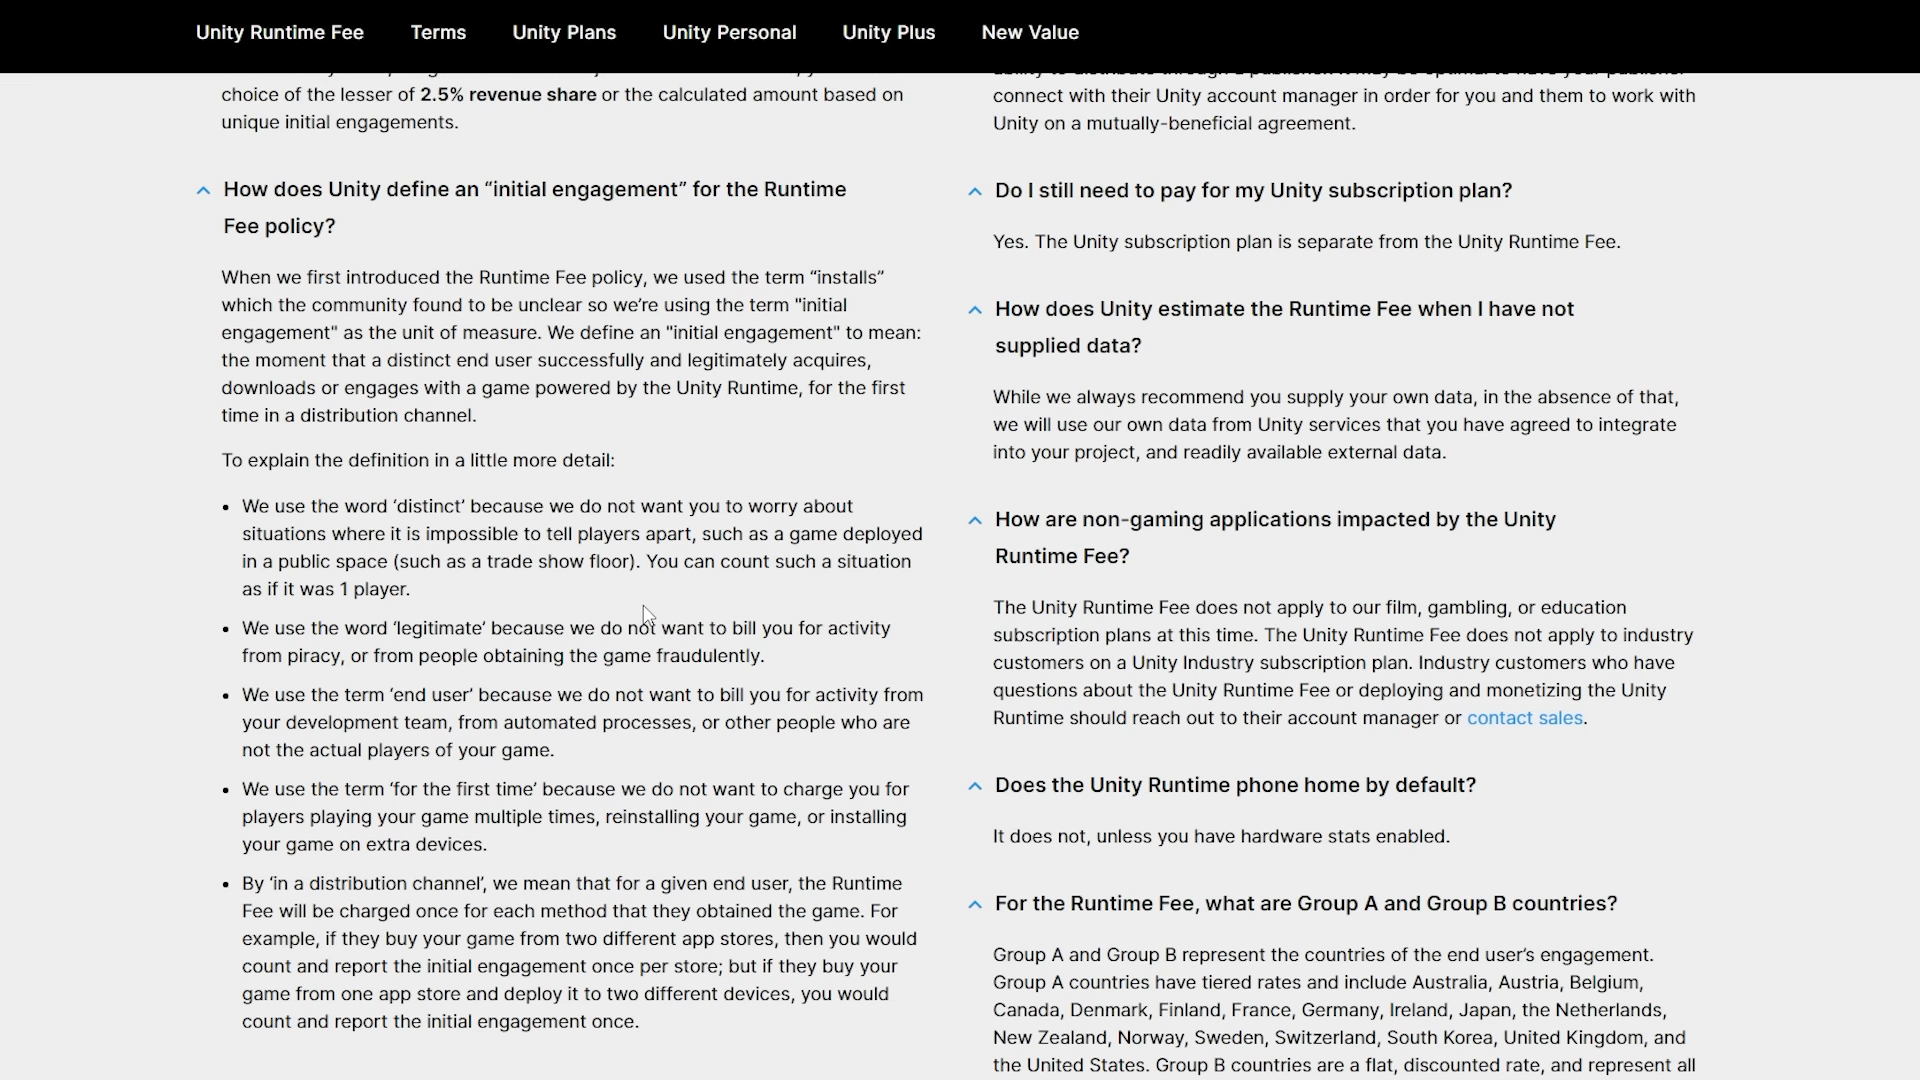 Unity Runtime Fee Terms Unity Plans Unity Personal Unity Plus New Value
choice of the lesser of 2.5% revenue share or the calculated amount based on
unique initial engagements.
How does Unity define an “initial engagement” for the Runtime
Fee policy?
When we first introduced the Runtime Fee policy, we used the term “installs”
which the community found to be unclear so we’re using the term "initial
engagement" as the unit of measure. We define an "initial engagement" to mean:
the moment that a distinct end user successfully and legitimately acquires,
downloads or engages with a game powered by the Unity Runtime, for the first
time in a distribution channel.
To explain the definition in a little more detail:
• We use the word ‘distinct’ because we do not want you to worry about
situations where it is impossible to tell players apart, such as a game deployed
in a public space (such as a trade show floor). You can count such a situation
as if it was 1 player.
• We use the word ‘legitimate’ because we do not want to bill you for activity
from piracy, or from people obtaining the game fraudulently.
• We use the term ‘end user’ because we do not want to bill you for activity from
your development team, from automated processes, or other people who are
not the actual players of your game.
• We use the term ‘for the first time’ because we do not want to charge you for
players playing your game multiple times, reinstalling your game, or installing
your game on extra devices.
• By ‘in a distribution channel’, we mean that for a given end user, the Runtime
Fee will be charged once for each method that they obtained the game. For
example, if they buy your game from two different app stores, then you would
count and report the initial engagement once per store; but if they buy your
game from one app store and deploy it to two different devices, you would
count and report the initial engagement once.
ability to distribute through a publisher. It may be optimal to have your publisher
connect with their Unity account manager in order for you and them to work with
Unity on a mutually-beneficial agreement.
Do I still need to pay for my Unity subscription plan?
Yes. The Unity subscription plan is separate from the Unity Runtime Fee.
How does Unity estimate the Runtime Fee when I have not
supplied data?
While we always recommend you supply your own data, in the absence of that,
we will use our own data from Unity services that you have agreed to integrate
into your project, and readily available external data.
How are non-gaming applications impacted by the Unity
Runtime Fee?
The Unity Runtime Fee does not apply to our film, gambling, or education
subscription plans at this time. The Unity Runtime Fee does not apply to industry
customers on a Unity Industry subscription plan. Industry customers who have
questions about the Unity Runtime Fee or deploying and monetizing the Unity
Runtime should reach out to their account manager or contact sales.
Does the Unity Runtime phone home by default?
It does not, unless you have hardware stats enabled.
For the Runtime Fee, what are Group A and Group B countries?
Group A and Group B represent the countries of the end user’s engagement.
Group A countries have tiered rates and include Australia, Austria, Belgium,
Canada, Denmark, Finland, France, Germany, Ireland, Japan, the Netherlands,
New Zealand, Norway, Sweden, Switzerland, South Korea, United Kingdom, and
the United States. Group B countries are a flat, discounted rate, and represent all